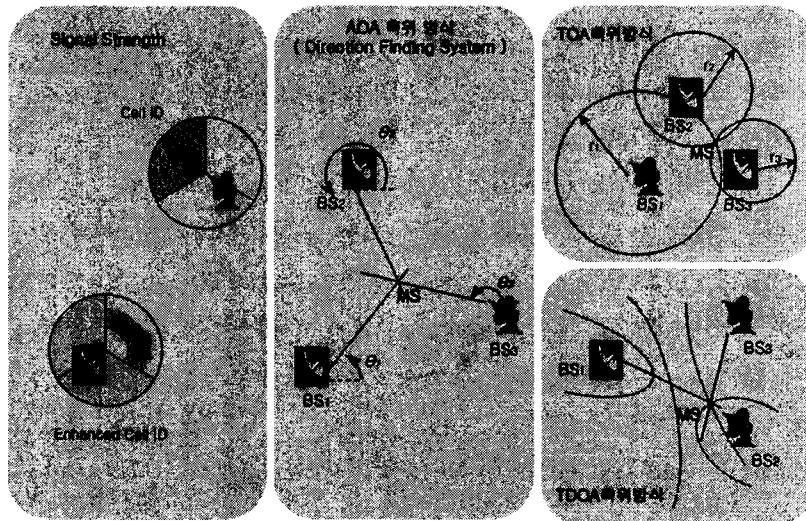 Signal Strength
Cell ID
Enhanced Cell ID
AOA 측위 방식
( Direction Finding System )
θ2
BS2
MS
θ3
BS3
θ1
BS1
TOA측위방식
r2
BS2
MS
r1
r3
BS1
BS3
BS3
BS1
MS
BS2
TDOA측위방식